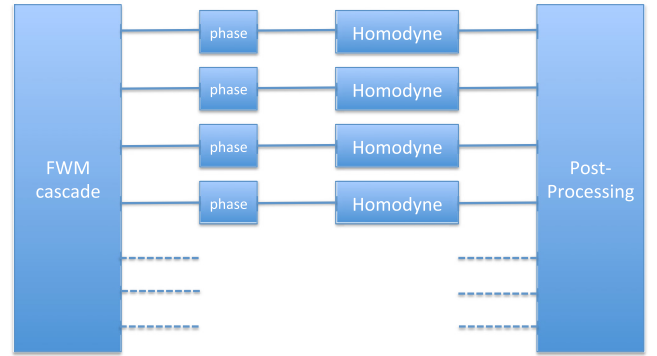 phase
Homodyne
phase
Homodyne
phase
Homodyne
phase
Homodyne
FWM
cascade
Post-
Processing